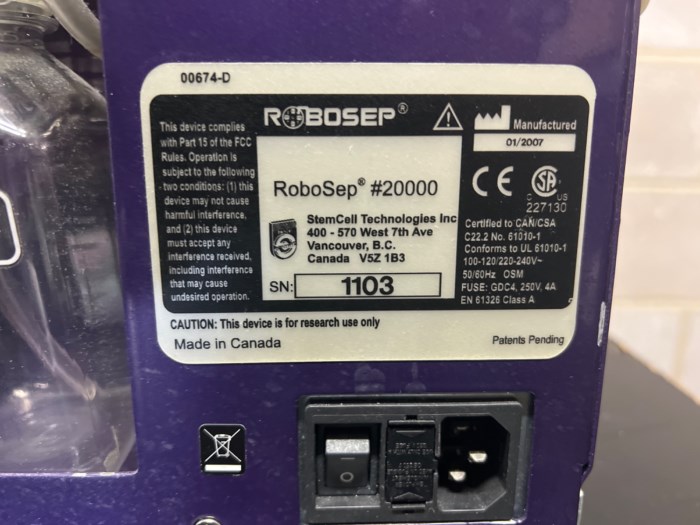 00674-D
This device complies
with Part 15 of the FCC
Rules. Operation is
subject to the following
two conditions: (1) this
device may not cause
harmful interference,
and (2) this device
must accept any
interference received,
including interference
that may cause
undesired operation.
ROBOSEP®
RoboSep® #20000
StemCell Technologies Inc
400 - 570 West 7th Ave
Vancouver, B.C.
Canada V5Z 1B3
SN: 1103
Manufactured
01/2007
CE SA
C US
227130
Certified to CAN/CSA
C22.2 No. 61010-1
Conforms to UL 61010-1
100-120/220-240V~
50/60Hz OSM
FUSE: GDC4, 250V, 4A
EN 61326 Class A
CAUTION: This device is for research use only
Made in Canada
Patents Pending